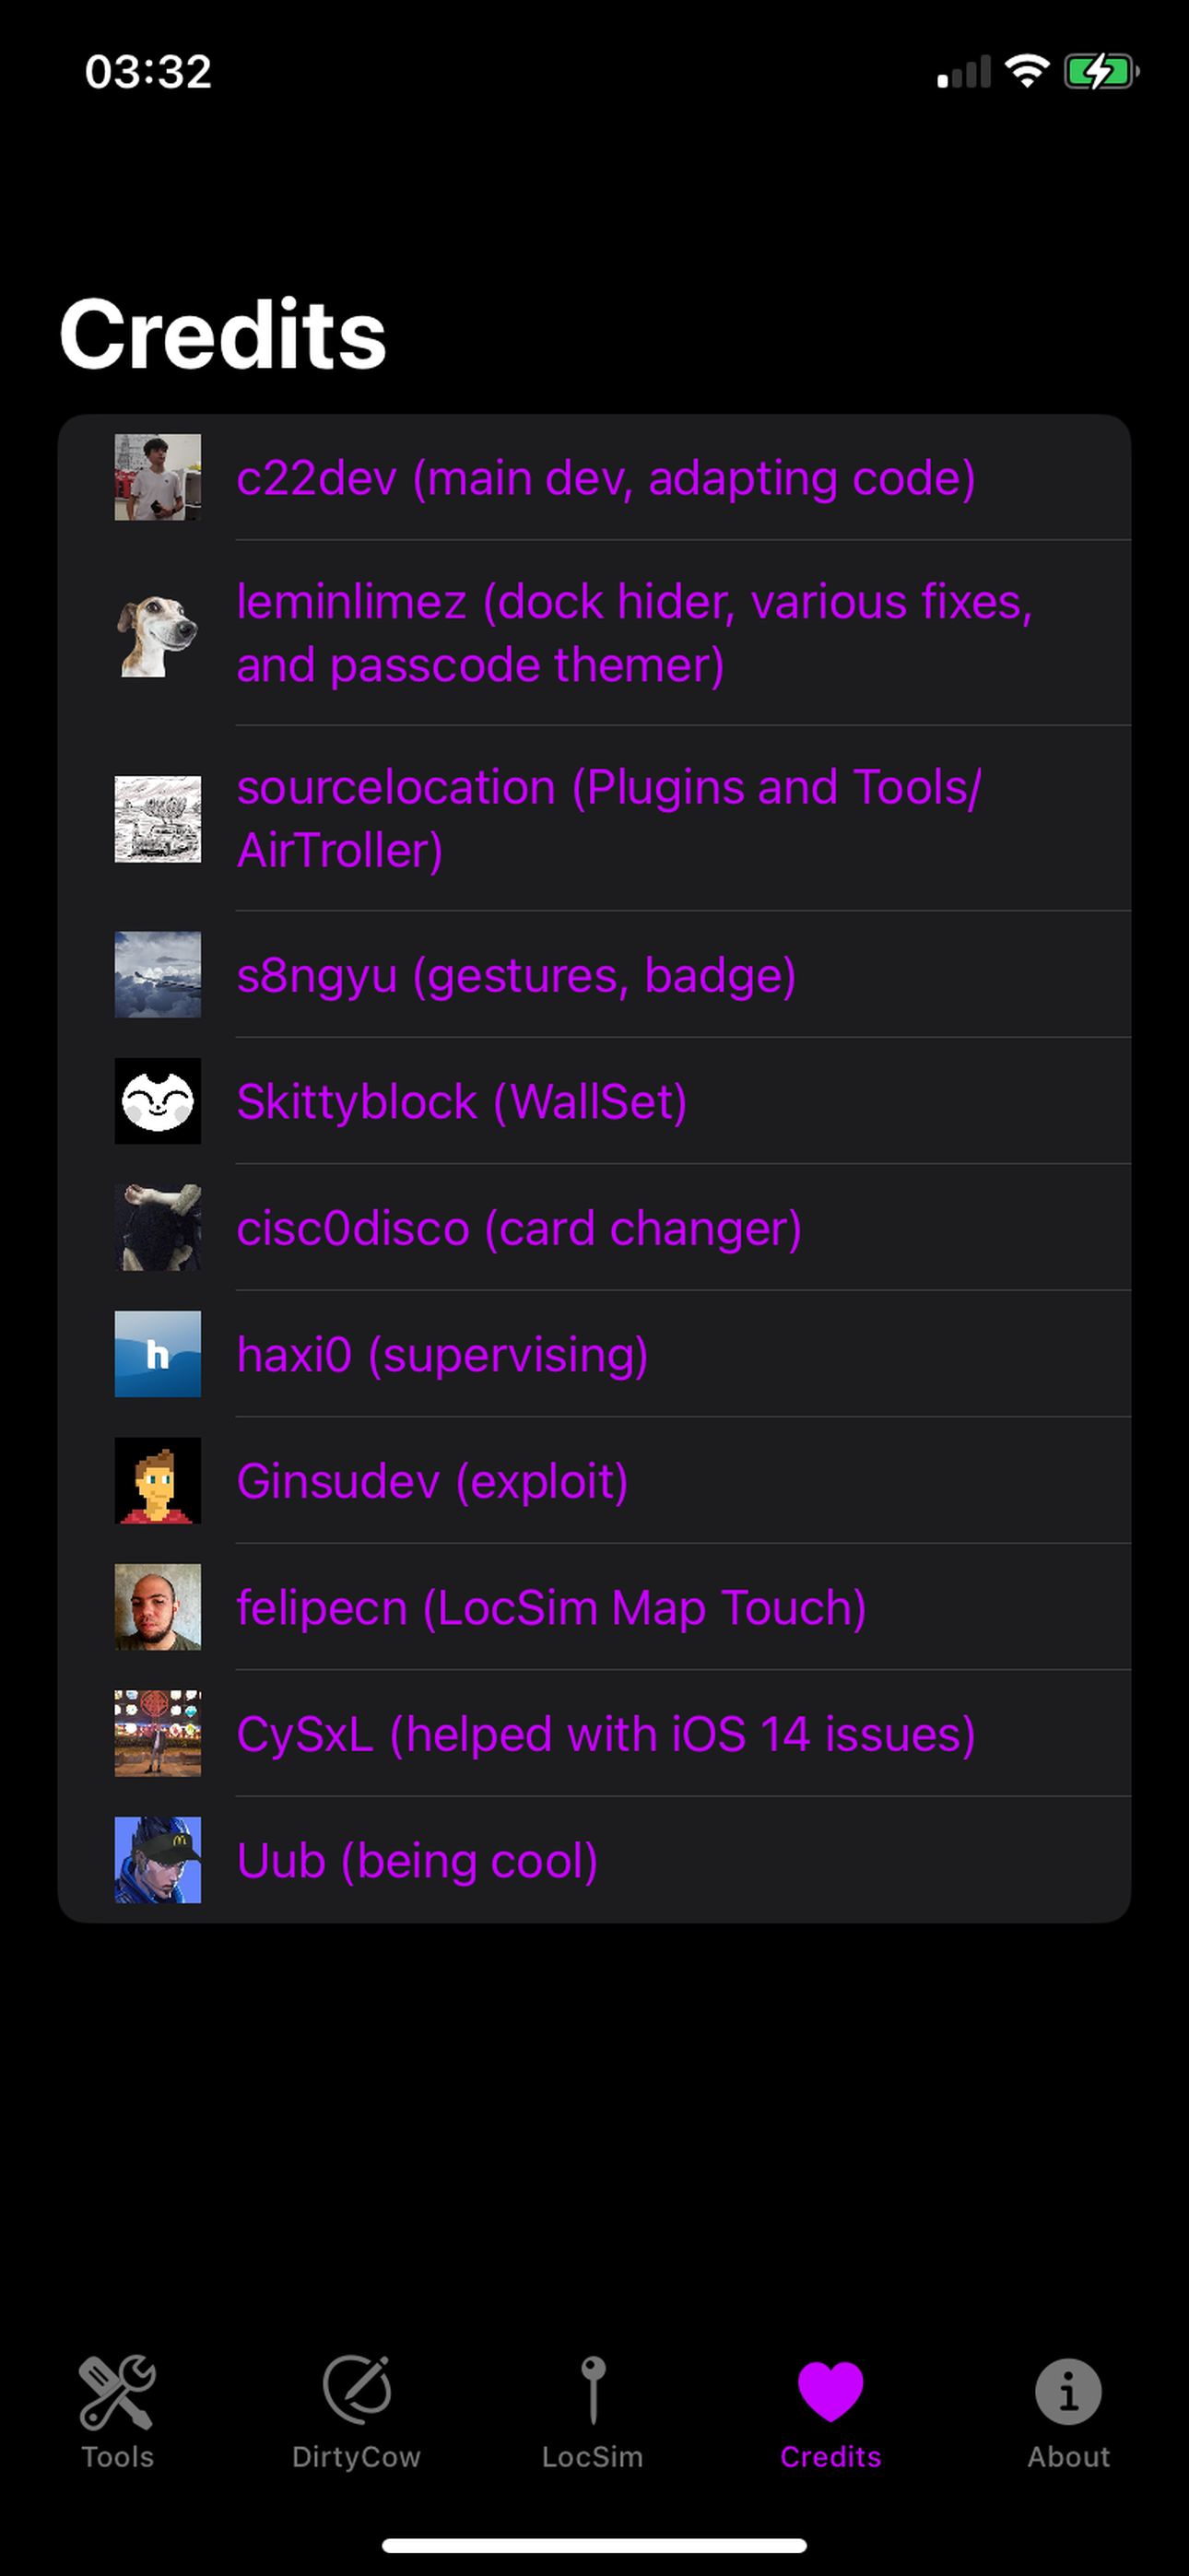 03:32
Credits
c22dev (main dev, adapting code)
leminlimez (dock hider, various fixes,
and passcode themer)
sourcelocation (Plugins and Tools/
AirTroller)
s8ngyu (gestures, badge)
Skittyblock (WallSet)
cisc0disco (card changer)
h
haxi0 (supervising)
Ginsudev (exploit)
felipecn (LocSim Map Touch)
CySxL (helped with iOS 14 issues)
Uub (being cool)
Tools
DirtyCow
LocSim
Credits
About